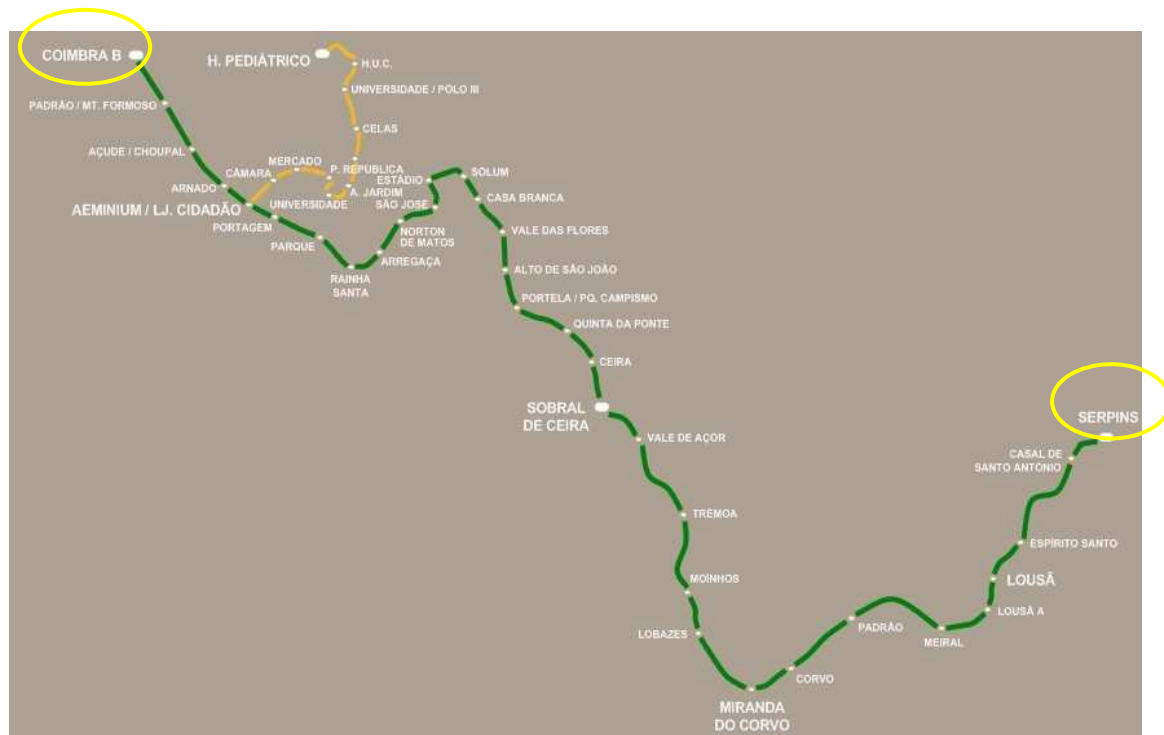 COIMBRA B
H. PEDIÁTRICO
H.U.C.
UNIVERSIDADE / PÓLO III
PADRÃO / MT. FORMOSO
CELAS
AÇUDE / CHOUPAL
MERCADO
P. REPÚBLICA
CÂMARA
ESTÁDIO
SOLUM
ARNADO
A. JARDIM
CASA BRANCA
UNIVERSIDADE
SÃO JOSÉ
AEMINIUM / LJ. CIDADÃO
PORTAGEM
NORTON
DE MATOS
VALE DAS FLORES
PARQUE
ARREGAÇA
ALTO DE SÃO JOÃO
RAINHA
SANTA
PORTELA / PQ. CAMPISMO
QUINTA DA PONTE
CEIRA
SOBRAL
DE CEIRA
SERPINS
VALE DE AÇOR
CASAL DE
SANTO ANTÓNIO
TRÉMOA
ESPÍRITO SANTO
MOINHOS
LOUSÃ
LOUSÃ A
LOBAZES
PADRÃO
MEIRAL
CORVO
MIRANDA
DO CORVO